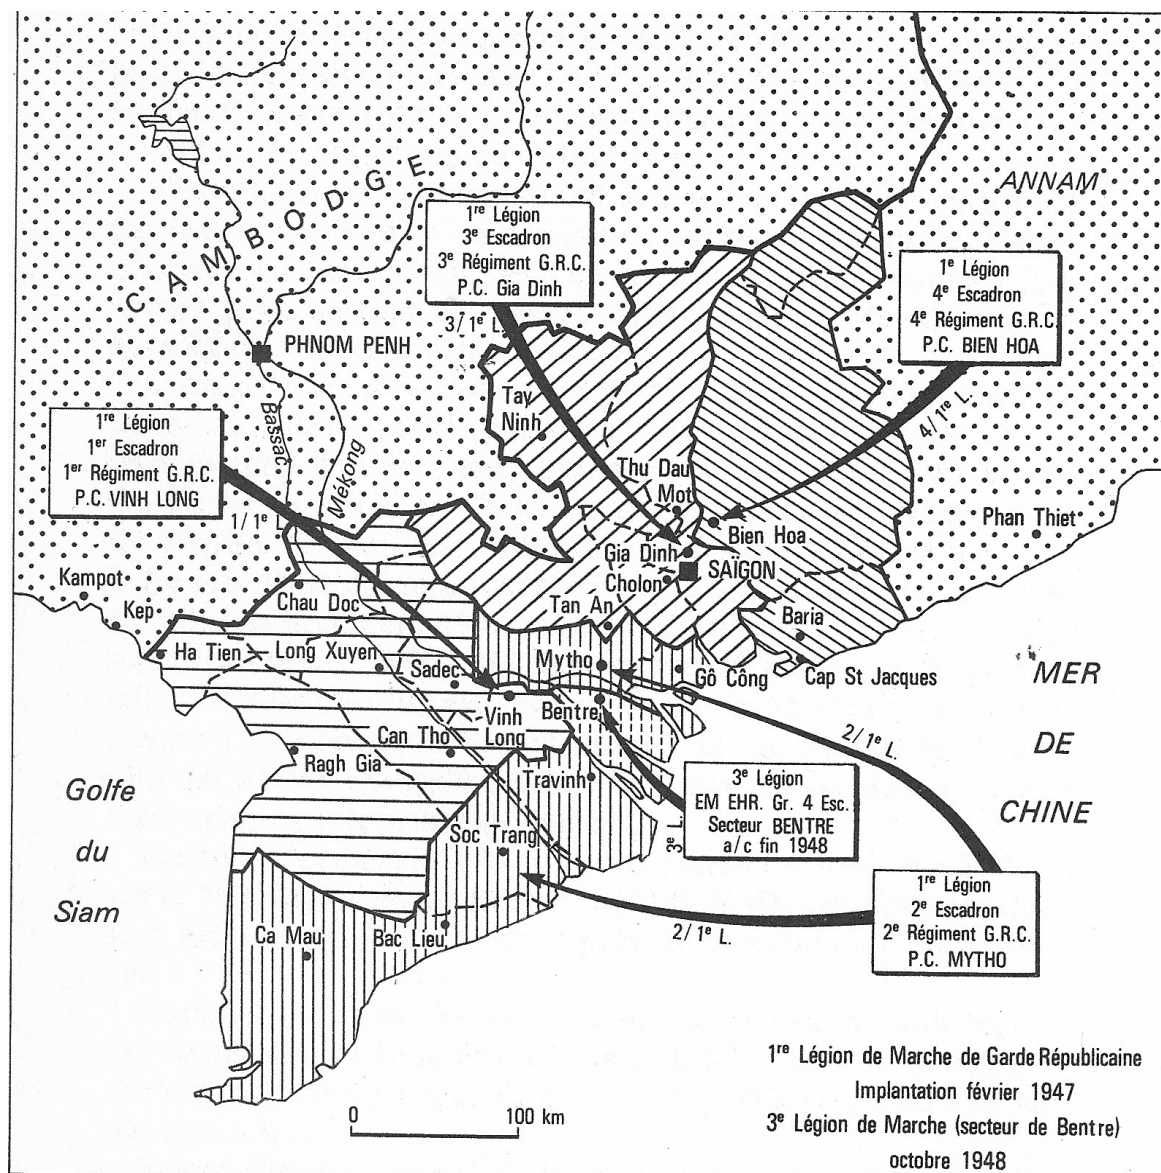 CAMBODGE
ANNAM
1re Légion
3e Escadron
3e Régiment G.R.C.
P.C. Gia Dinh
3/1e L.
1e Légion
4e Escadron
4e Régiment G.R.C.
P.C. BIEN HOA
4/1re L.
PHNOM PENH
Bassac
Mékong
1re Légion
1er Escadron
1er Régiment G.R.C.
P.C. VINH LONG
1/1e L.
Tay
Ninh
Thu Dau
Mot
Bien Hoa
Phan Thiet
Gia Dinh
SAÏGON
Cholon
Kampot
Kep
Chau Doc
Tan An
Baria
Ha Tien
Long Xuyen
Sadec
Mytho
Gô Công
Cap St Jacques
MER
DE
CHINE
Vinh
Long
Bentre
Can Tho
Ragh Gia
Travinh
2/1e L.
Golfe
du
Siam
3e Légion
EM EHR. Gr. 4 Esc.
Secteur BENTRE
a/c fin 1948
3e L.
Soc Trang
1re Légion
2e Escadron
2e Régiment G.R.C.
P.C. MYTHO
2/1e L.
Ca Mau
Bac Lieu
1re Légion de Marche de Garde Républicaine
Implantation février 1947
3e Légion de Marche (secteur de Bentre)
octobre 1948
0 100 km